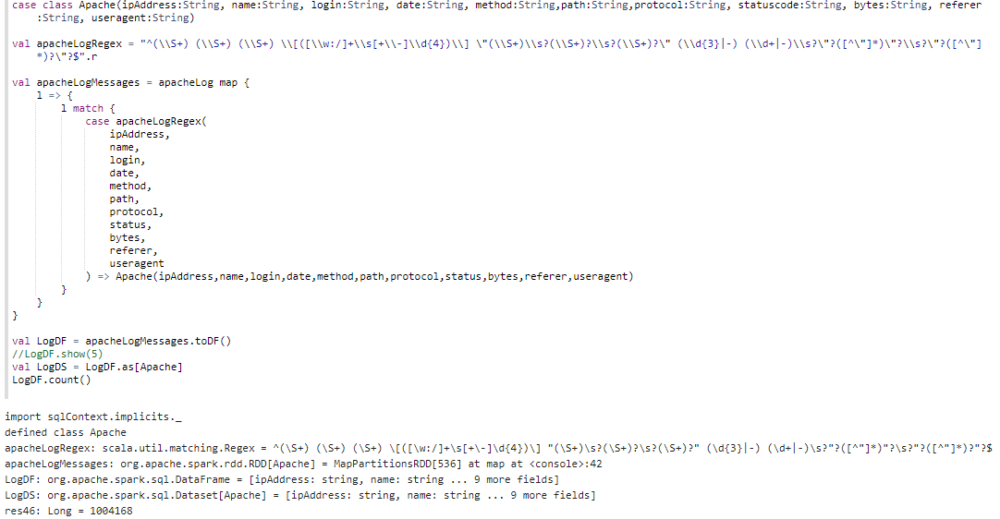 case class Apache(ipAddress:String, name:String, login:String, date:String, method:String,path:String,protocol:String, statuscode:String, bytes:String, referer
:String, useragent:String)
val apacheLogRegex = "^(\\S+) (\\S+) (\\S+) \\[([\\w:/]+\\s[+\\-]\\d{4})\\] \"(\\S+)\\s?(\\S+)?\\s?(\\S+)?\" (\\d{3}|-) (\\d+|-)\\s?\"?([^\"]*)\"?\\s?\"?([^\"]
*)?\"?$".r
val apacheLogMessages = apacheLog map {
l => {
l match {
case apacheLogRegex(
ipAddress,
name,
login,
date,
method,
path,
protocol,
status,
bytes,
referer,
useragent
) => Apache(ipAddress,name,login,date,method,path,protocol,status,bytes,referer,useragent)
}
}
}
val LogDF = apacheLogMessages.toDF()
//LogDF.show(5)
val LogDS = LogDF.as[Apache]
LogDF.count()
import sqlContext.implicits._
defined class Apache
apacheLogRegex: scala.util.matching.Regex = ^(\S+) (\S+) (\S+) \[([\w:/]+\s[+\-]\d{4})\] "(\S+)\s?(\S+)?\s?(\S+)?" (\d{3}|-) (\d+|-)\s?"?([^"]*)"?\s?"?([^"]*)?"?$
apacheLogMessages: org.apache.spark.rdd.RDD[Apache] = MapPartitionsRDD[536] at map at <console>:42
LogDF: org.apache.spark.sql.DataFrame = [ipAddress: string, name: string ... 9 more fields]
LogDS: org.apache.spark.sql.Dataset[Apache] = [ipAddress: string, name: string ... 9 more fields]
res46: Long = 1004168